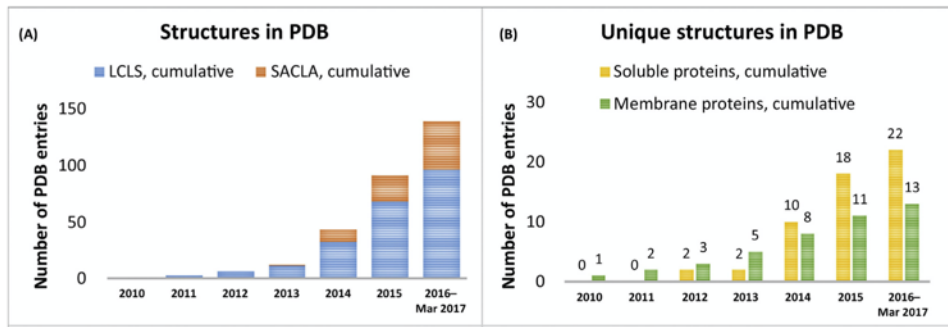 (A)
Structures in PDB
LCLS, cumulative SACLA, cumulative
Number of PDB entries
150
100
50
0
2010 2011 2012 2013 2014 2015 2016–
Mar 2017
(B)
Unique structures in PDB
Soluble proteins, cumulative
Membrane proteins, cumulative
Number of PDB entries
30
20
10
0
0 1 0 2 2 3 2 5 10 8 18 11 22 13
2010 2011 2012 2013 2014 2015 2016–
Mar 2017